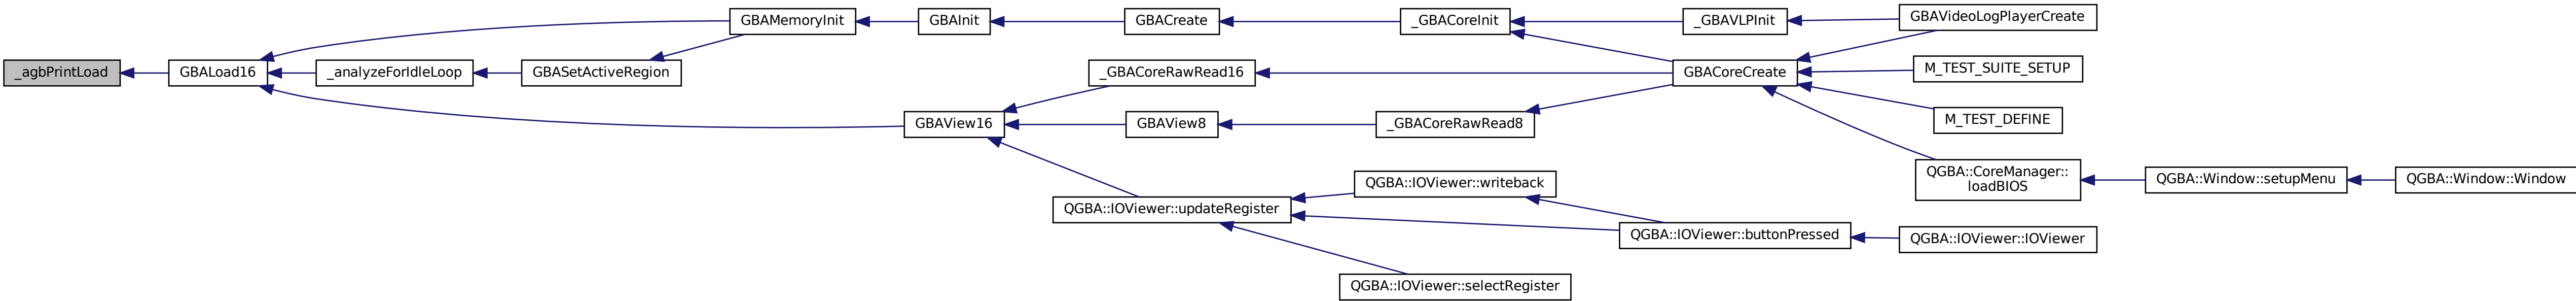 _agbPrintLoad
GBALoad16
GBAMemoryInit
GBAInit
GBACreate
_GBACoreInit
_GBAVLPInit
GBAVideoLogPlayerCreate
_analyzeForIdleLoop
GBASetActiveRegion
_GBACoreRawRead16
GBACoreCreate
M_TEST_SUITE_SETUP
GBAView16
GBAView8
_GBACoreRawRead8
M_TEST_DEFINE
QGBA::CoreManager::
loadBIOS
QGBA::Window::setupMenu
QGBA::Window::Window
QGBA::IOViewer::updateRegister
QGBA::IOViewer::writeback
QGBA::IOViewer::buttonPressed
QGBA::IOViewer::IOViewer
QGBA::IOViewer::selectRegister